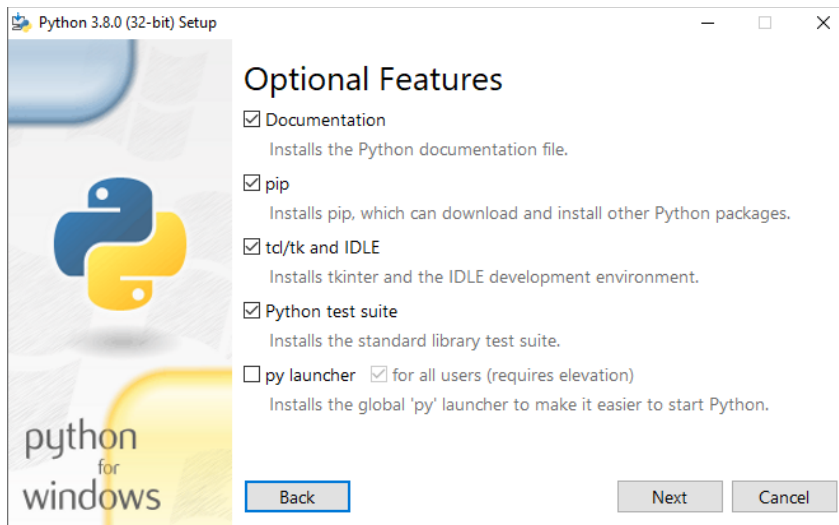 Python 3.8.0 (32-bit) Setup
Optional Features
Documentation
Installs the Python documentation file.
pip
Installs pip, which can download and install other Python packages.
tcl/tk and IDLE
Installs tkinter and the IDLE development environment.
Python test suite
Installs the standard library test suite.
py launcher for all users (requires elevation)
Installs the global 'py' launcher to make it easier to start Python.
python
for
windows
Back Next Cancel